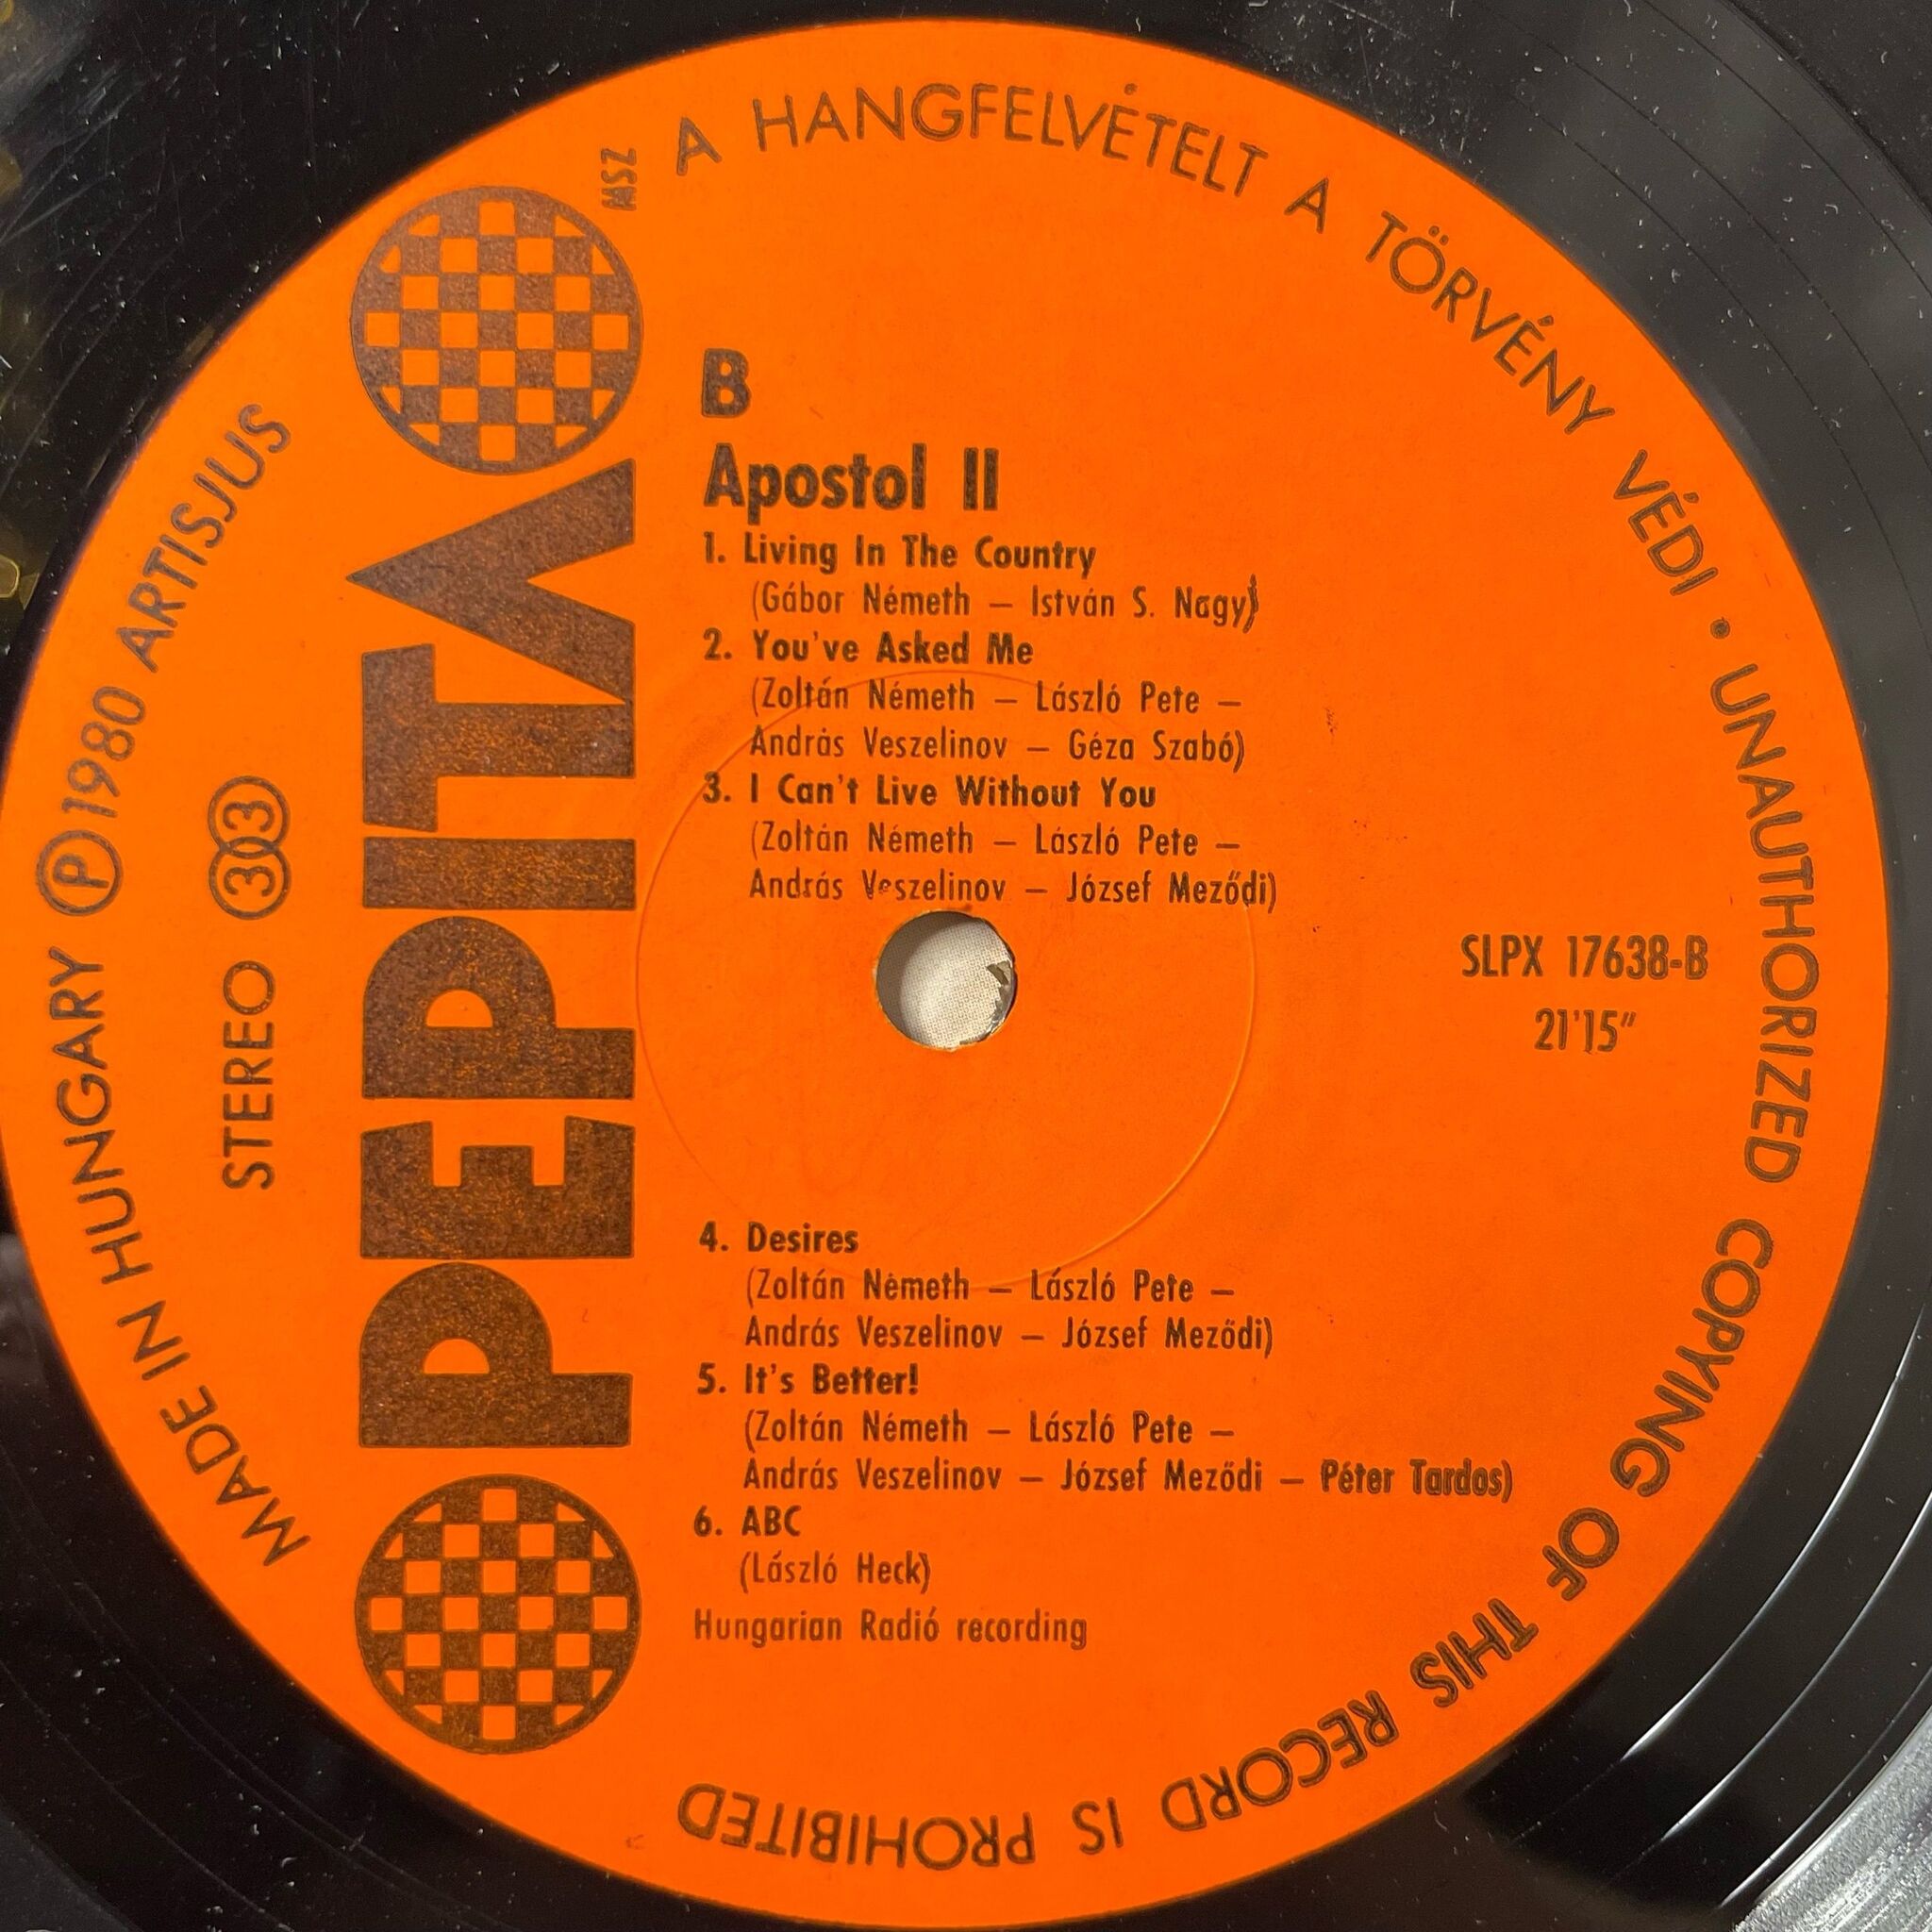 A HANGFELVÉTELT A TÖRVÉNY VÉDI • UNAUTHORIZED COPYING OF THIS RECORD IS PROHIBITED
MADE IN HUNGARY Ⓟ 1980 ARTISJUS
STEREO 303
PEPITA
MSZ
B
Apostol II
1. Living In The Country
(Gábor Németh – István S. Nagy)
2. You've Asked Me
(Zoltán Németh – László Pete –
András Veszelinov – Géza Szabó)
3. I Can't Live Without You
(Zoltán Németh – László Pete –
András Veszelinov – József Meződi)
SLPX 17638-B
21'15"
4. Desires
(Zoltán Németh – László Pete –
András Veszelinov – József Meződi)
5. It's Better!
(Zoltán Németh – László Pete –
András Veszelinov – József Meződi – Péter Tardos)
6. ABC
(László Heck)
Hungarian Radió recording